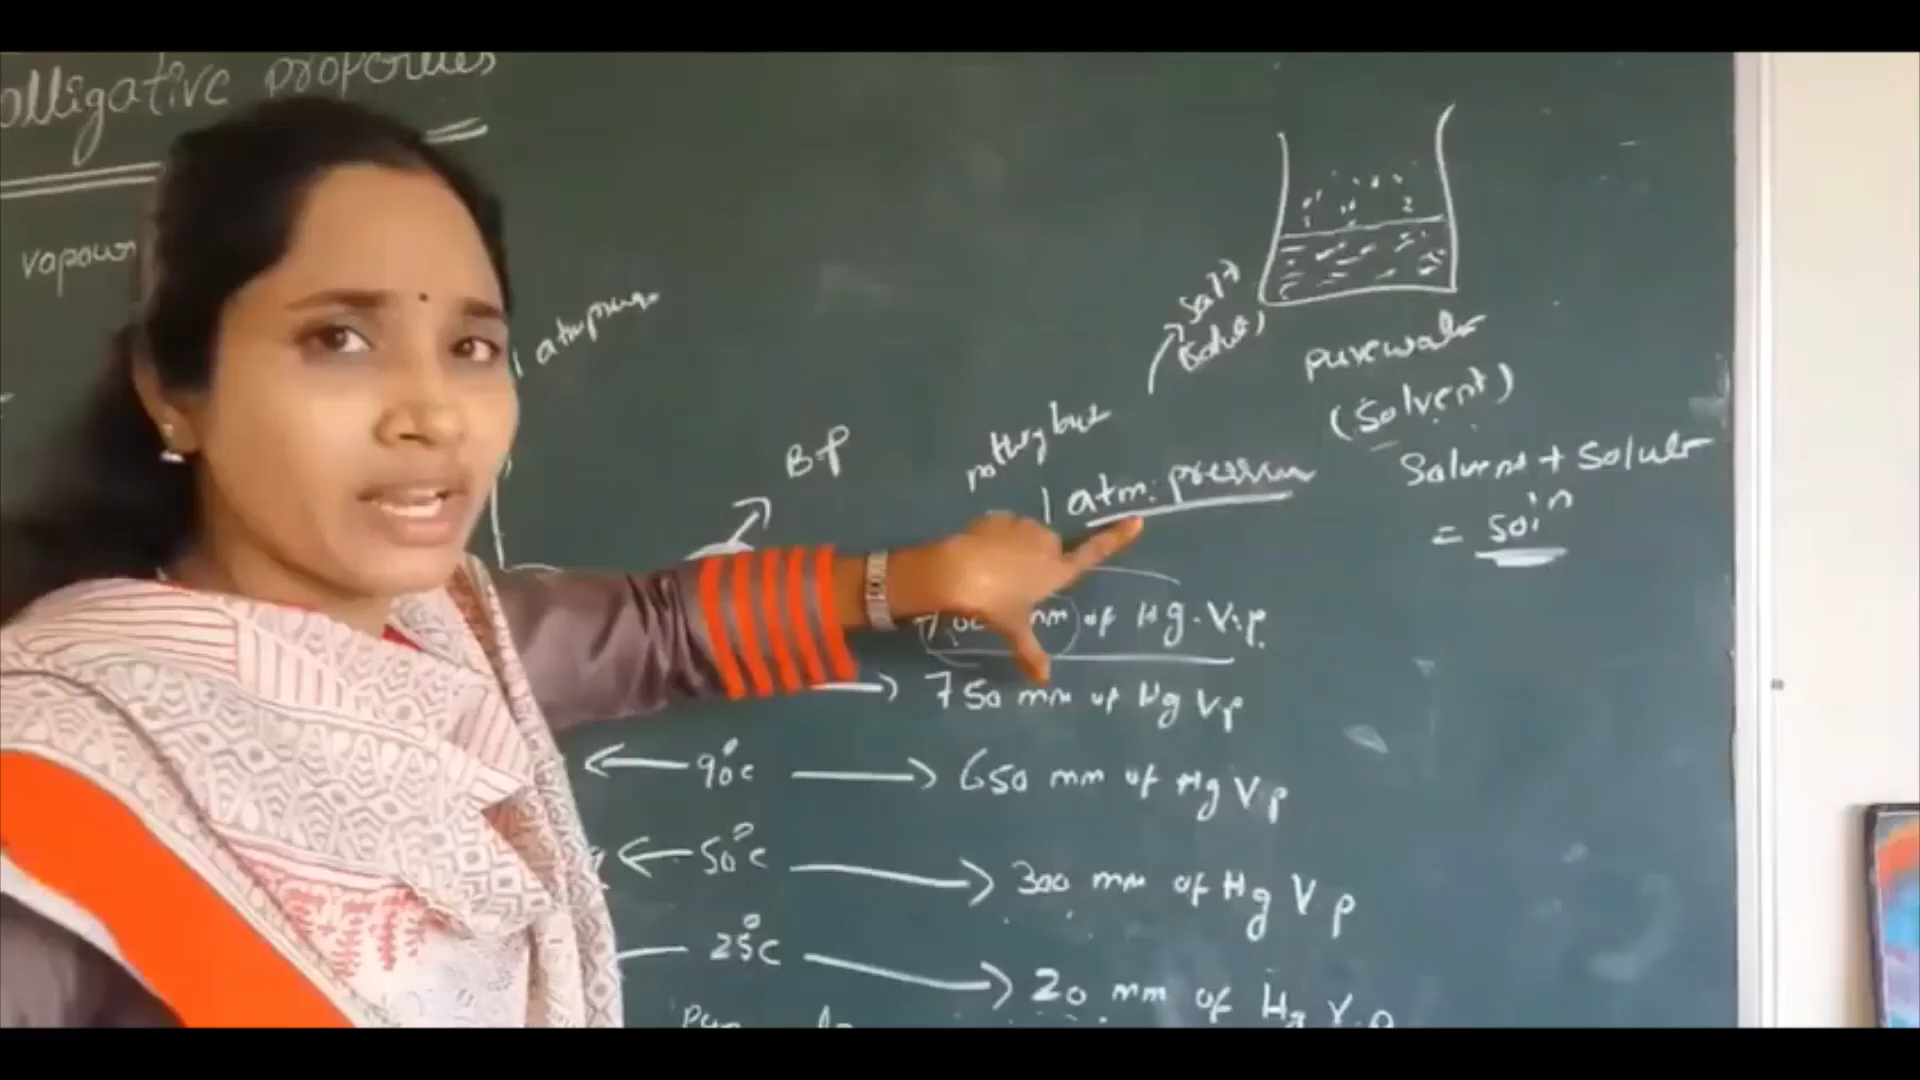 olligative properties
vapour
1 atm
salt
pure water
(Solvent)
BP
nothing but
1 atm. pressure
Solvent + Solute
= soln
mm of Hg. V.p.
750 mm of Hg Vp
90°c 650 mm of Hg Vp
50°c 300 mm of Hg Vp
25°c 20 mm of Hg V.p